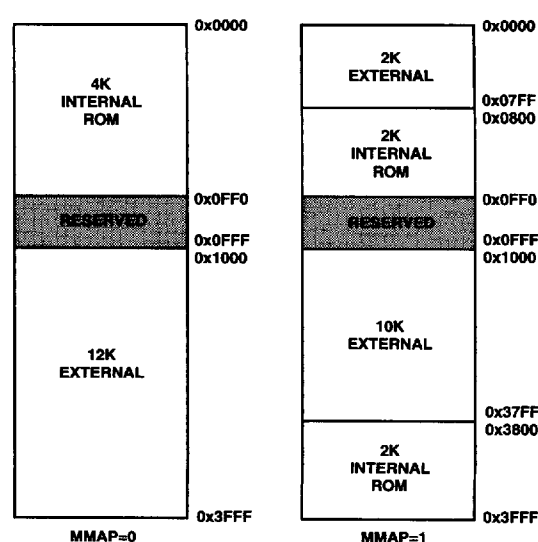 0x0000
4K
INTERNAL
ROM
0x0FF0
RESERVED
0x0FFF
0x1000
12K
EXTERNAL
0x3FFF
MMAP=0
0x0000
2K
EXTERNAL
0x07FF
0x0800
2K
INTERNAL
ROM
0x0FF0
RESERVED
0x0FFF
0x1000
10K
EXTERNAL
0x37FF
0x3800
2K
INTERNAL
ROM
0x3FFF
MMAP=1